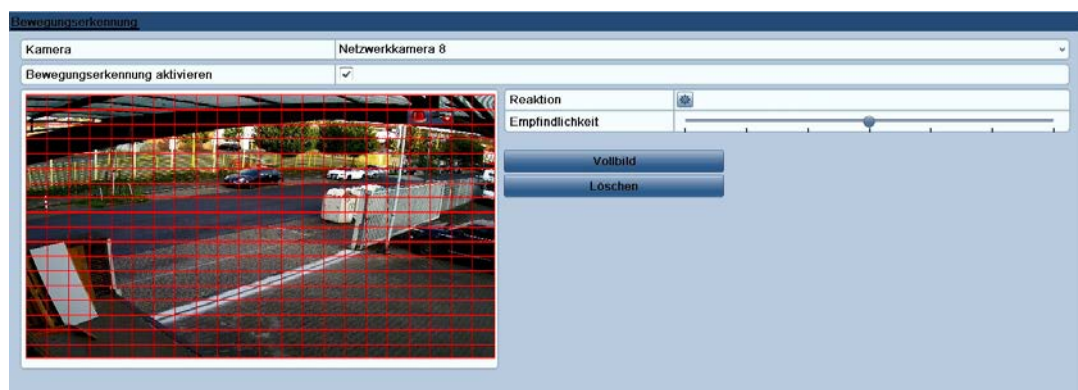 Bewegungserkennung
Kamera Netzwerkkamera 8
Bewegungserkennung aktivieren
Reaktion
Empfindlichkeit
Vollbild
Löschen